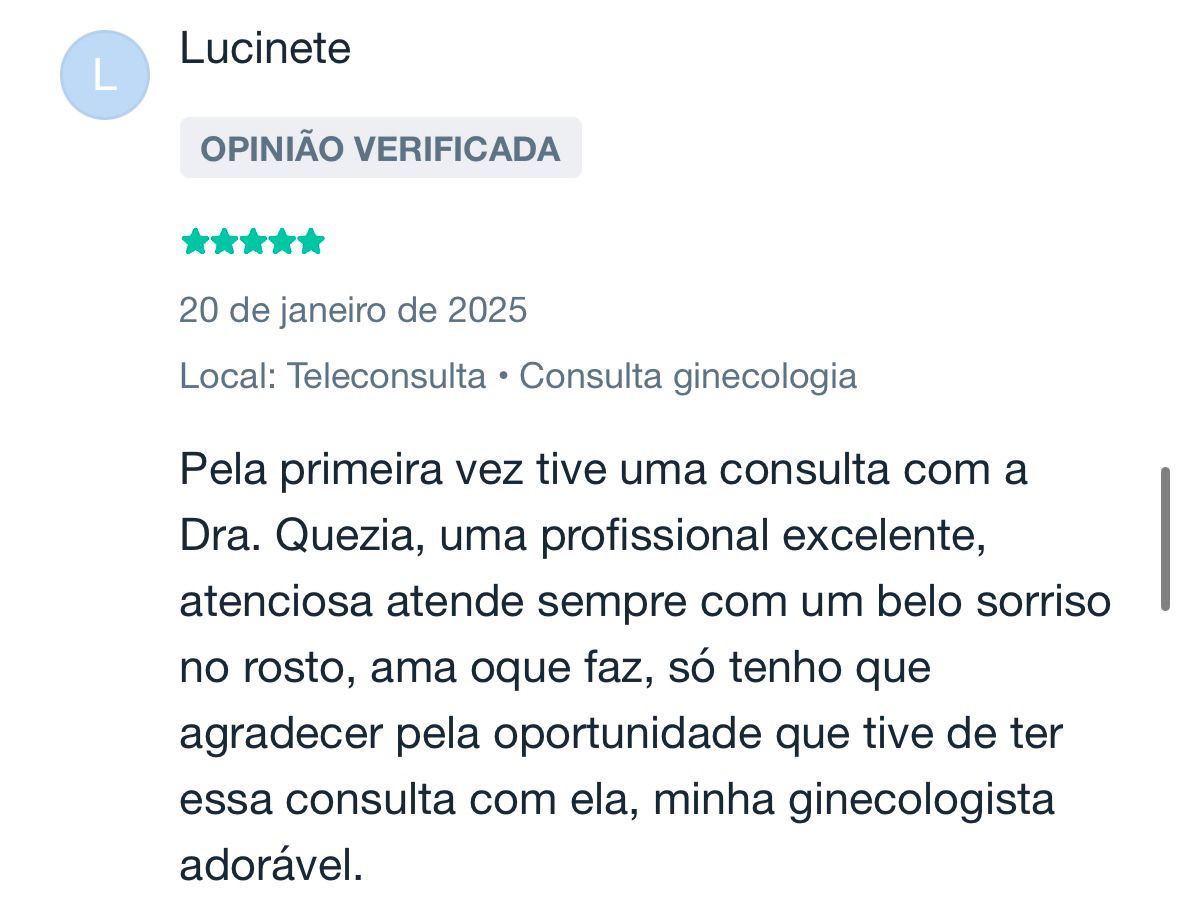 L
Lucinete
OPINIÃO VERIFICADA
20 de janeiro de 2025
Local: Teleconsulta • Consulta ginecologia
Pela primeira vez tive uma consulta com a
Dra. Quezia, uma profissional excelente,
atenciosa atende sempre com um belo sorriso
no rosto, ama oque faz, só tenho que
agradecer pela oportunidade que tive de ter
essa consulta com ela, minha ginecologista
adorável.